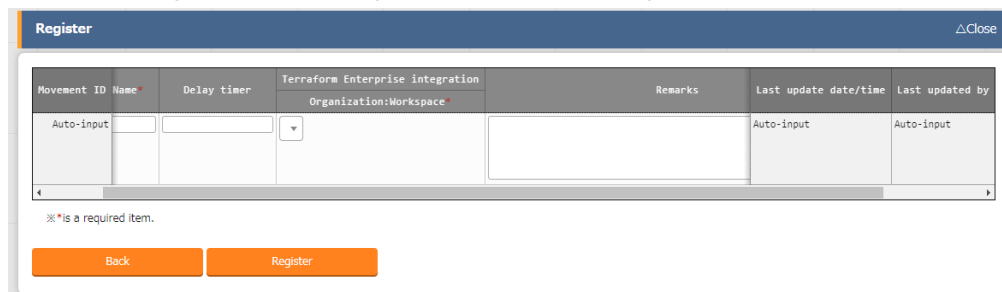 Register
△Close
Movement ID
Name*
Delay timer
Terraform Enterprise integration
Organization:Workspace*
Remarks
Last update date/time
Last updated by
Auto-input
Auto-input
Auto-input
※*is a required item.
Back
Register